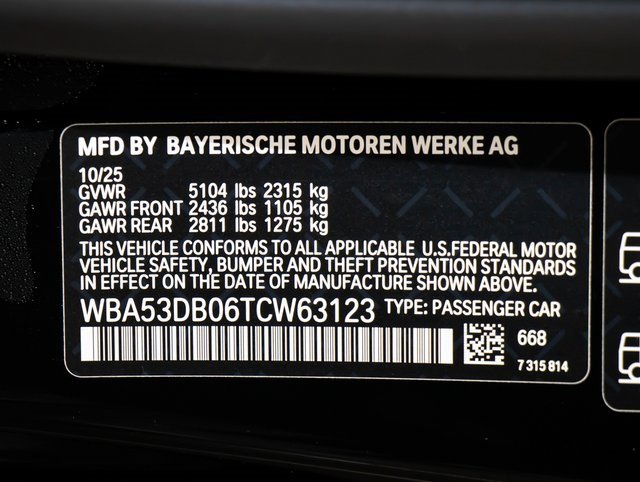 MFD BY BAYERISCHE MOTOREN WERKE AG
10/25
GVWR 5104 lbs 2315 kg
GAWR FRONT 2436 lbs 1105 kg
GAWR REAR 2811 lbs 1275 kg
THIS VEHICLE CONFORMS TO ALL APPLICABLE U.S.FEDERAL MOTOR
VEHICLE SAFETY, BUMPER AND THEFT PREVENTION STANDARDS
IN EFFECT ON THE DATE OF MANUFACTURE SHOWN ABOVE.
WBA53DB06TCW63123 TYPE: PASSENGER CAR
668
7 315 814